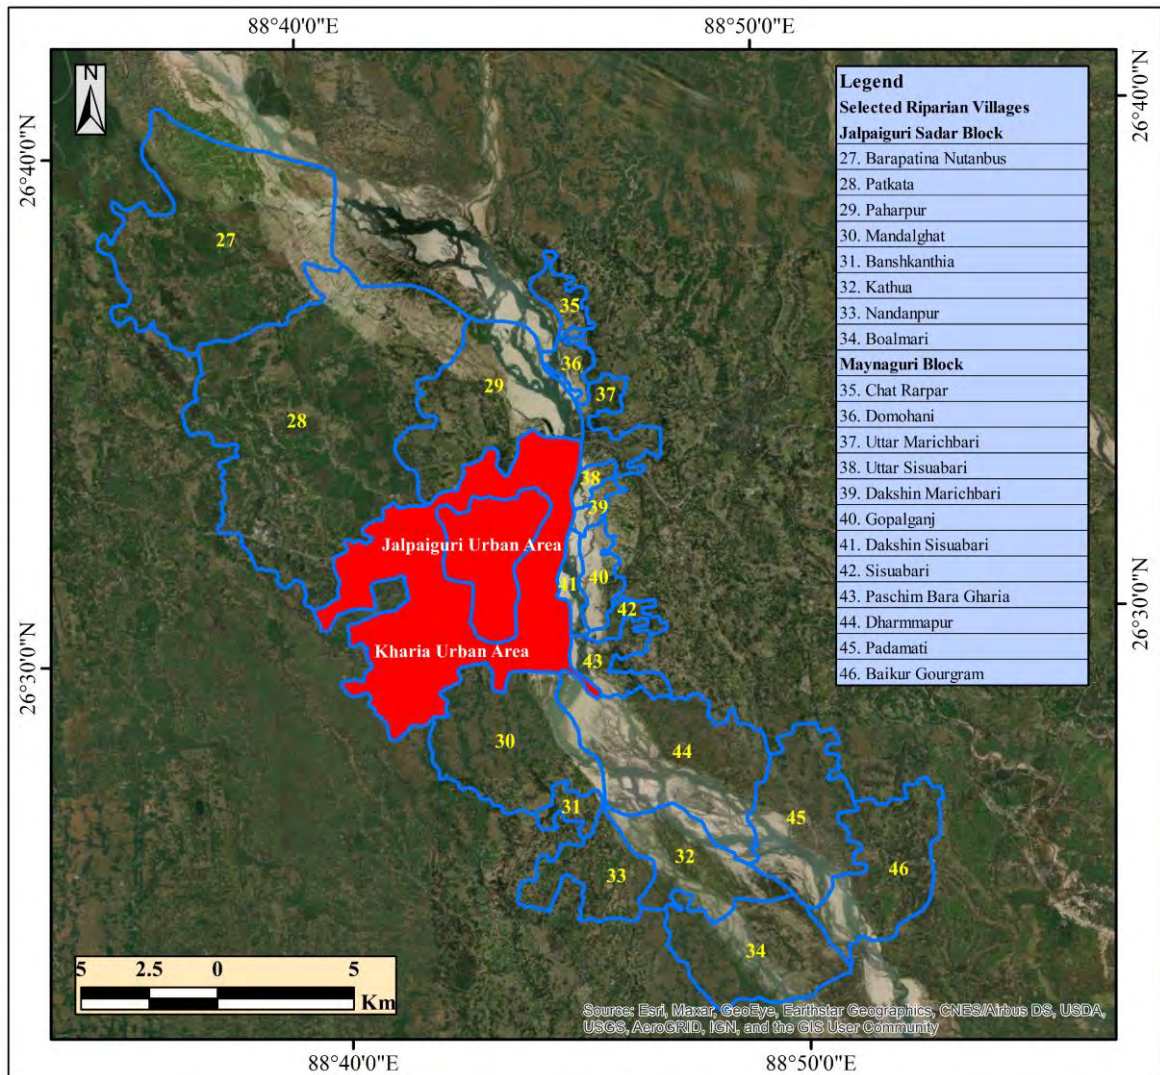 88°40'0"E
88°50'0"E
N
26°40'0"N
26°30'0"N
26°40'0"N
26°30'0"N
Legend
Selected Riparian Villages
Jalpaiguri Sadar Block
27. Barapatina Nutanbus
28. Patkata
29. Paharpur
30. Mandalghat
31. Banshkanthia
32. Kathua
33. Nandanpur
34. Boalmari
Maynaguri Block
35. Chat Rarpar
36. Domohani
37. Uttar Marichbari
38. Uttar Sisuabari
39. Dakshin Marichbari
40. Gopalganj
41. Dakshin Sisuabari
42. Sisuabari
43. Paschim Bara Gharia
44. Dharmmapur
45. Padamati
46. Baikur Gourgram
27
35
36
29
37
28
38
39
Jalpaiguri Urban Area
41
40
42
Kharia Urban Area
43
30
44
31
45
32
33
46
34
5 2.5 0 5
Km
Source: Esri, Maxar, GeoEye, Earthstar Geographics, CNES/Airbus DS, USDA,
USGS, AeroGRID, IGN, and the GIS User Community
88°40'0"E
88°50'0"E